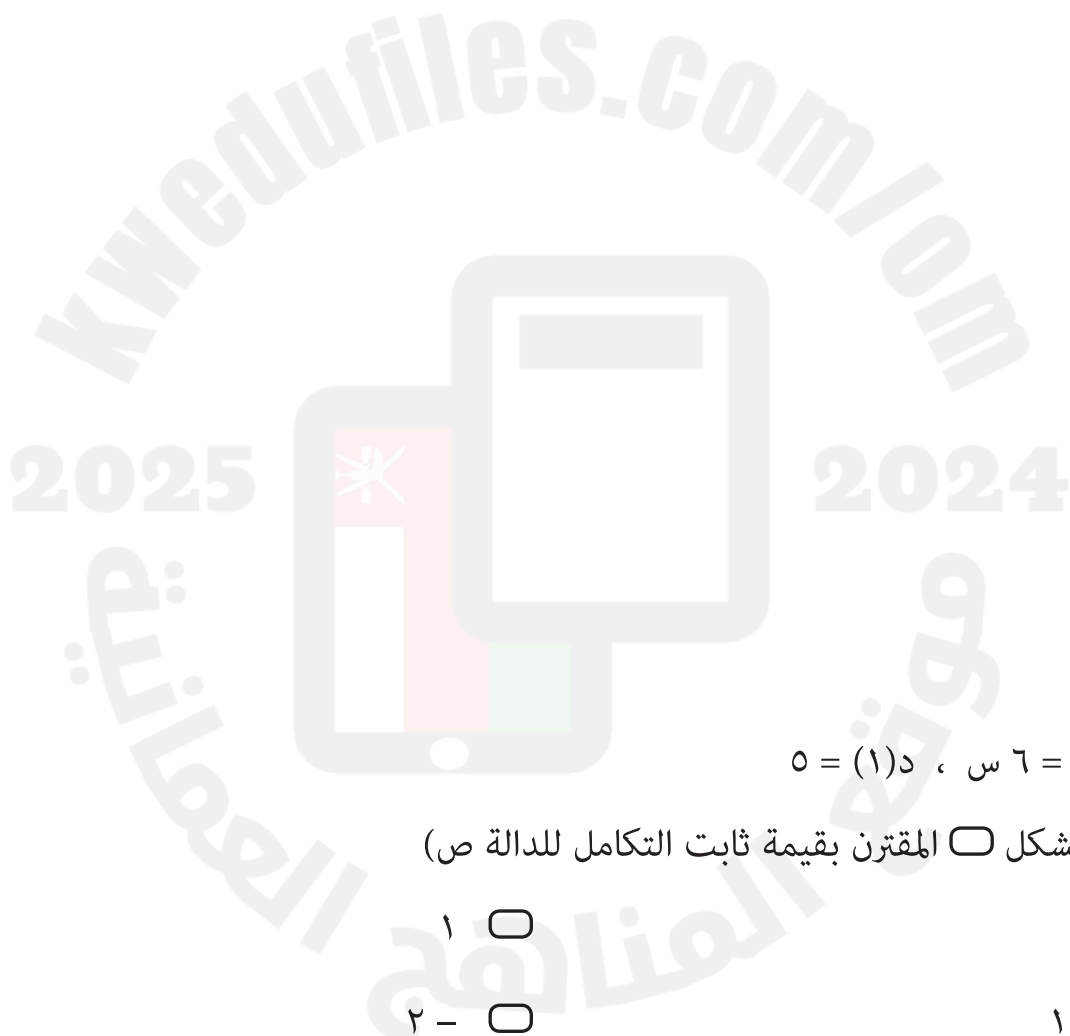 kwedufiles.com/om
2025 2024
موقع المناهج العمانية
= ٦ س ، د(١) = ٥
شكل المقترن بقيمة ثابت التكامل للدالة ص)
١
١ - ٢